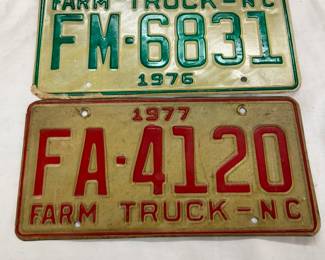 FARM TRUCK-NC
FM-6831
1976
1977
FA-4120
FARM TRUCK-NC